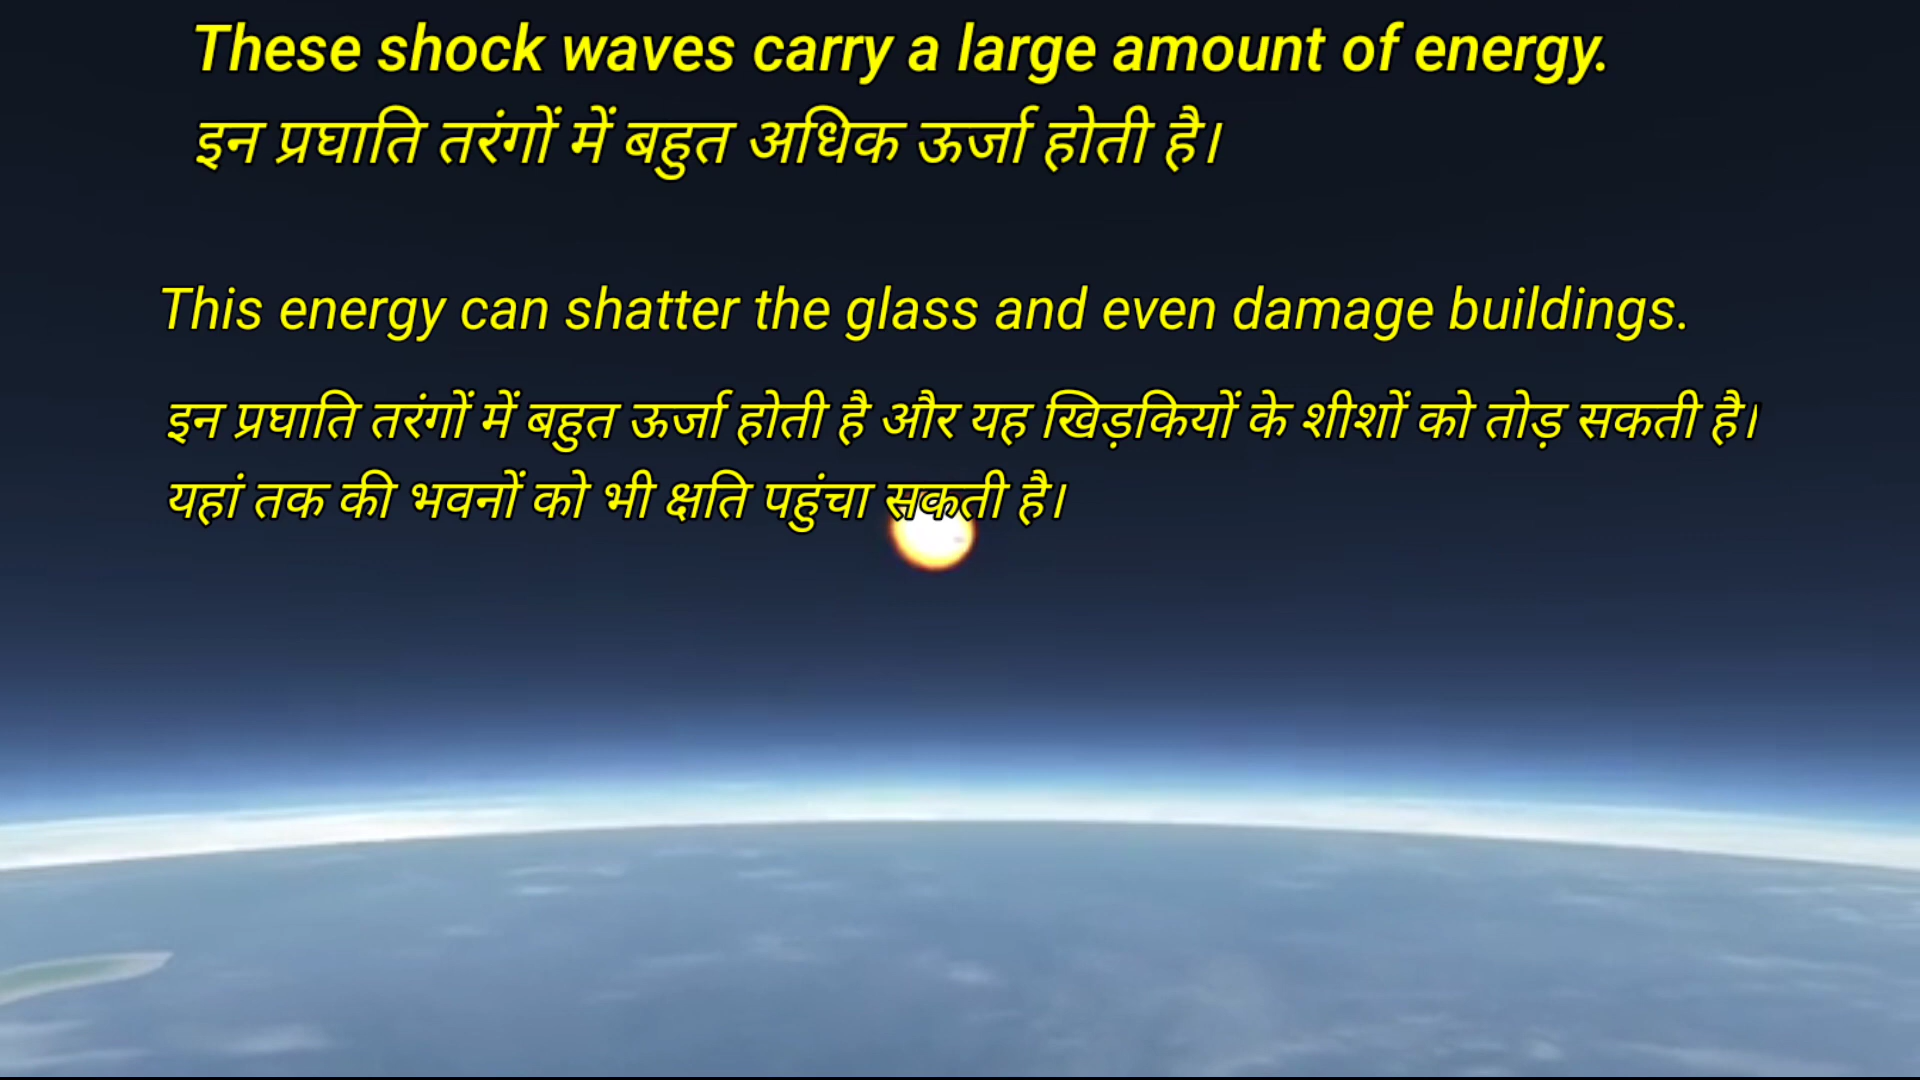 These shock waves carry a large amount of energy.
इन प्रघाति तरंगों में बहुत अधिक ऊर्जा होती है।
This energy can shatter the glass and even damage buildings.
इन प्रघाति तरंगों में बहुत ऊर्जा होती है और यह खिड़कियों के शीशों को तोड़ सकती है।
यहां तक की भवनों को भी क्षति पहुंचा सकती है।